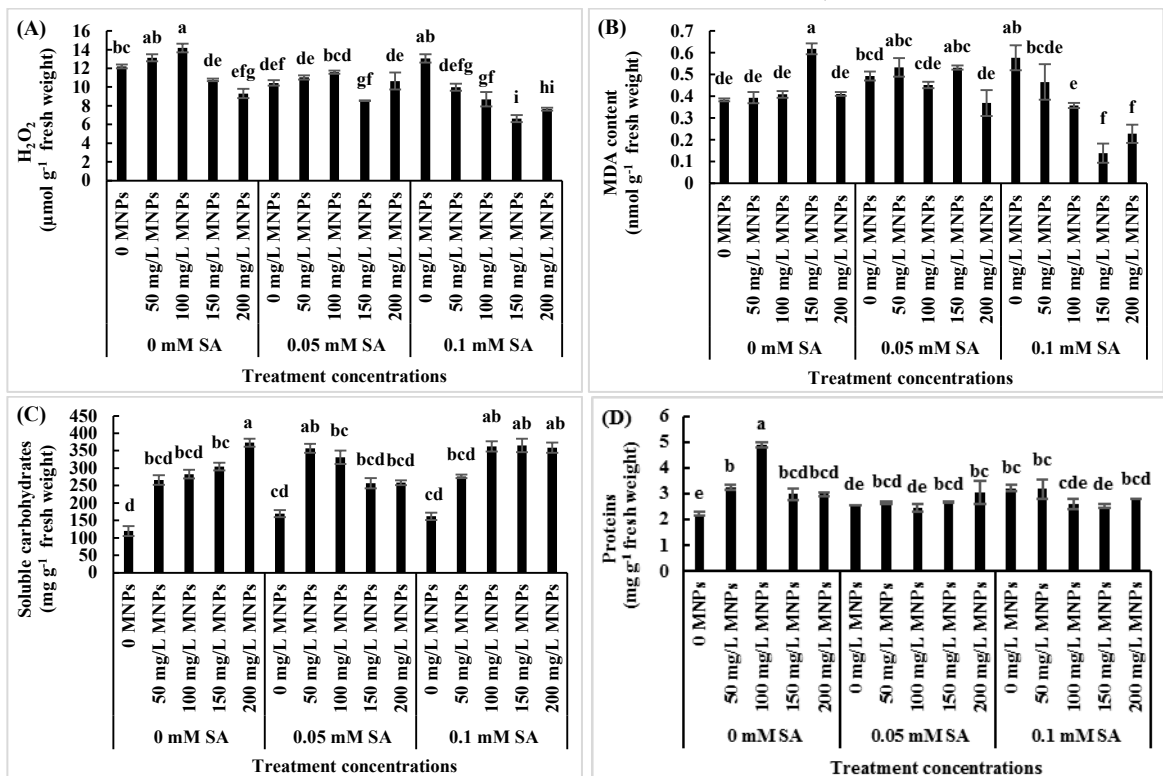 (A)
H₂O₂
(µmol g⁻¹ fresh weight)
16
14
12
10
8
6
4
2
0
bc ab a de efg def de bcd gf de ab defg gf i hi
0 MNPs
50 mg/L MNPs
100 mg/L MNPs
150 mg/L MNPs
200 mg/L MNPs
0 mg/L MNPs
50 mg/L MNPs
100 mg/L MNPs
150 mg/L MNPs
200 mg/L MNPs
0 mg/L MNPs
50 mg/L MNPs
100 mg/L MNPs
150 mg/L MNPs
200 mg/L MNPs
0 mM SA 0.05 mM SA 0.1 mM SA
Treatment concentrations
(B)
MDA content
(nmol g⁻¹ fresh weight)
0.7
0.6
0.5
0.4
0.3
0.2
0.1
0
de de de a de bcd abc cde abc de ab bcde e f f
0 MNPs
50 mg/L MNPs
100 mg/L MNPs
150 mg/L MNPs
200 mg/L MNPs
0 mg/L MNPs
50 mg/L MNPs
100 mg/L MNPs
150 mg/L MNPs
200 mg/L MNPs
0 mg/L MNPs
50 mg/L MNPs
100 mg/L MNPs
150 mg/L MNPs
200 mg/L MNPs
0 mM SA 0.05 mM SA 0.1 mM SA
Treatment concentrations
(C)
Soluble carbohydrates
(mg g⁻¹ fresh weight)
450
400
350
300
250
200
150
100
50
0
d bcd bcd bc a cd ab bc bcd bcd cd bcd ab ab ab
0 MNPs
50 mg/L MNPs
100 mg/L MNPs
150 mg/L MNPs
200 mg/L MNPs
0 mg/L MNPs
50 mg/L MNPs
100 mg/L MNPs
150 mg/L MNPs
200 mg/L MNPs
0 mg/L MNPs
50 mg/L MNPs
100 mg/L MNPs
150 mg/L MNPs
200 mg/L MNPs
0 mM SA 0.05 mM SA 0.1 mM SA
Treatment concentrations
(D)
Proteins
(mg g⁻¹ fresh weight)
6
5
4
3
2
1
0
e b a bcd bcd de bcd de bcd bc bc bcd cde de bcd
0 MNPs
50 mg/L MNPs
100 mg/L MNPs
150 mg/L MNPs
200 mg/L MNPs
0 mg/L MNPs
50 mg/L MNPs
100 mg/L MNPs
150 mg/L MNPs
200 mg/L MNPs
0 mg/L MNPs
50 mg/L MNPs
100 mg/L MNPs
150 mg/L MNPs
200 mg/L MNPs
0 mM SA 0.05 mM SA 0.1 mM SA
Treatment concentrations